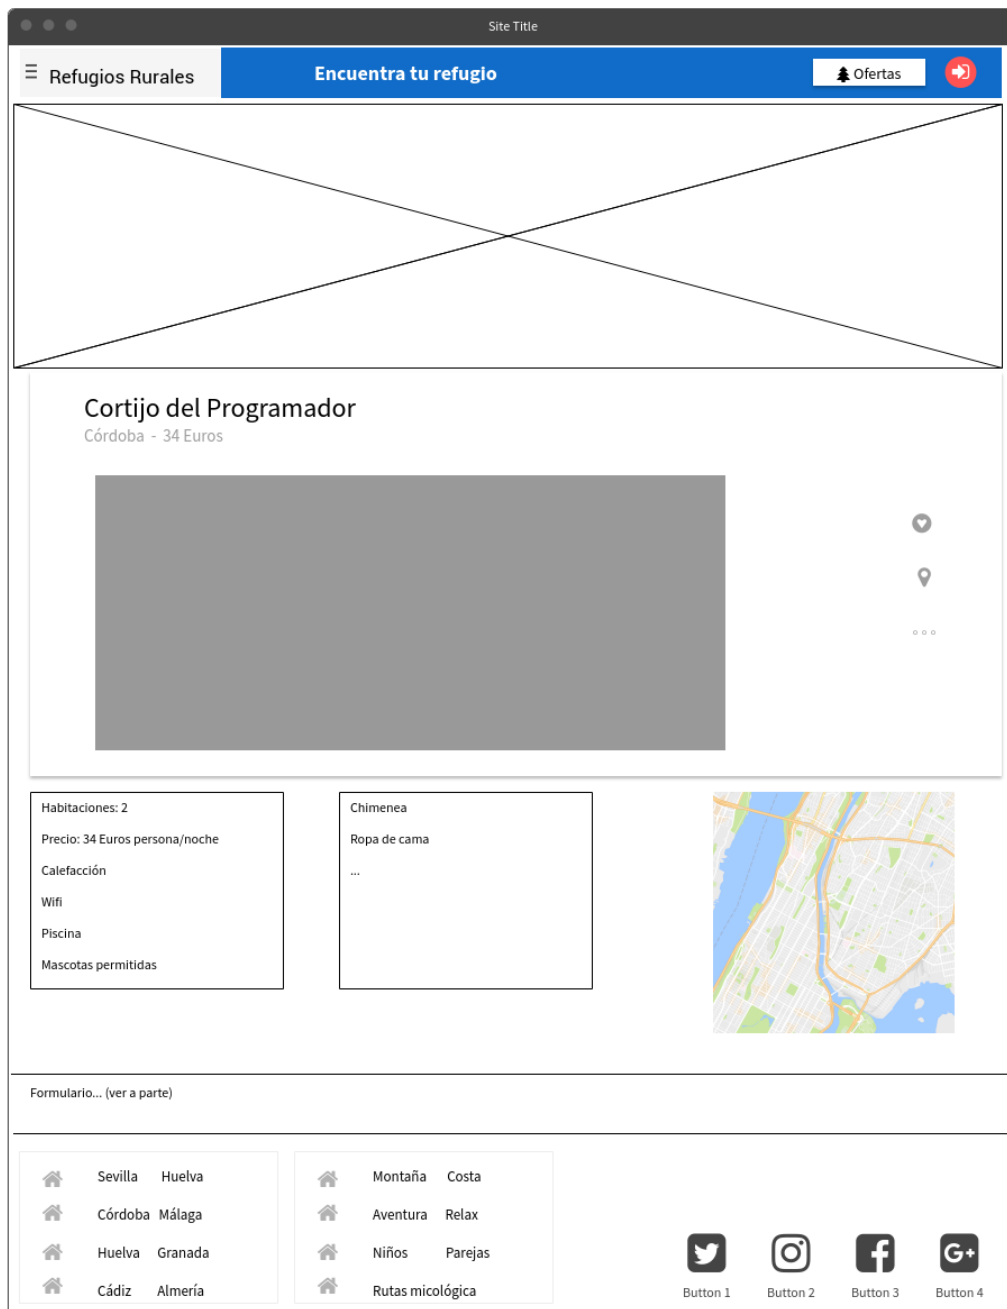 Site Title
Refugios Rurales
Encuentra tu refugio
Ofertas
Cortijo del Programador
Córdoba - 34 Euros
Habitaciones: 2
Precio: 34 Euros persona/noche
Calefacción
Wifi
Piscina
Mascotas permitidas
Chimenea
Ropa de cama
...
Formulario... (ver a parte)
Sevilla Huelva
Córdoba Málaga
Huelva Granada
Cádiz Almería
Montaña Costa
Aventura Relax
Niños Parejas
Rutas micológica
G+
Button 1
Button 2
Button 3
Button 4